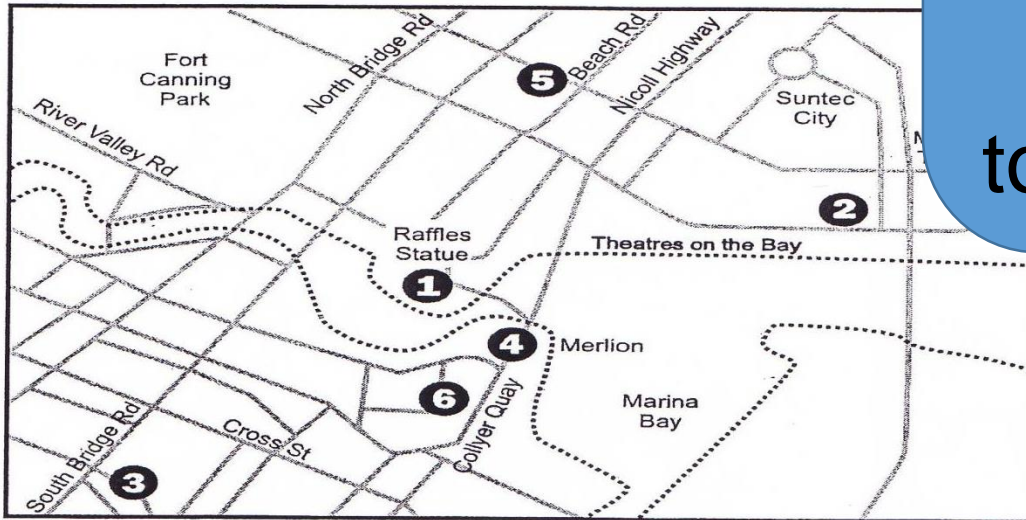 Fort
Canning
Park
North Bridge Rd
5
Beach Rd
Nicoll Highway
Suntec
City
River Valley Rd
to
2
Raffles
Statue
Theatres on the Bay
1
4
Merlion
6
Marina
Bay
Collyer Quay
Cross St
South Bridge Rd
3